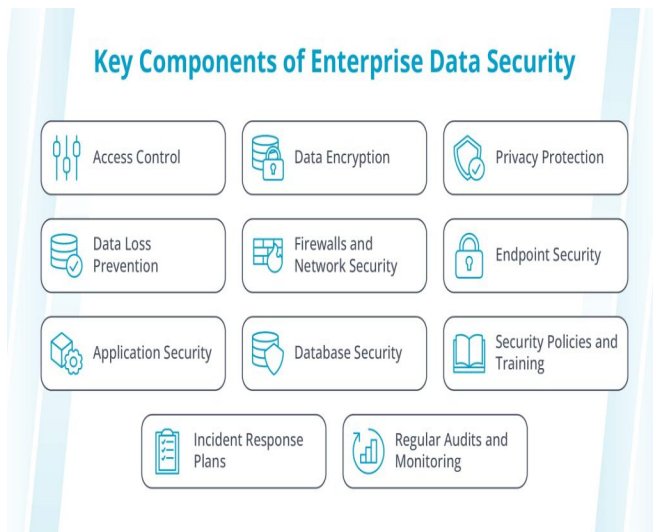 Key Components of Enterprise Data Security
Access Control
Data Encryption
Privacy Protection
Data Loss
Prevention
Firewalls and
Network Security
Endpoint Security
Application Security
Database Security
Security Policies and
Training
Incident Response
Plans
Regular Audits and
Monitoring